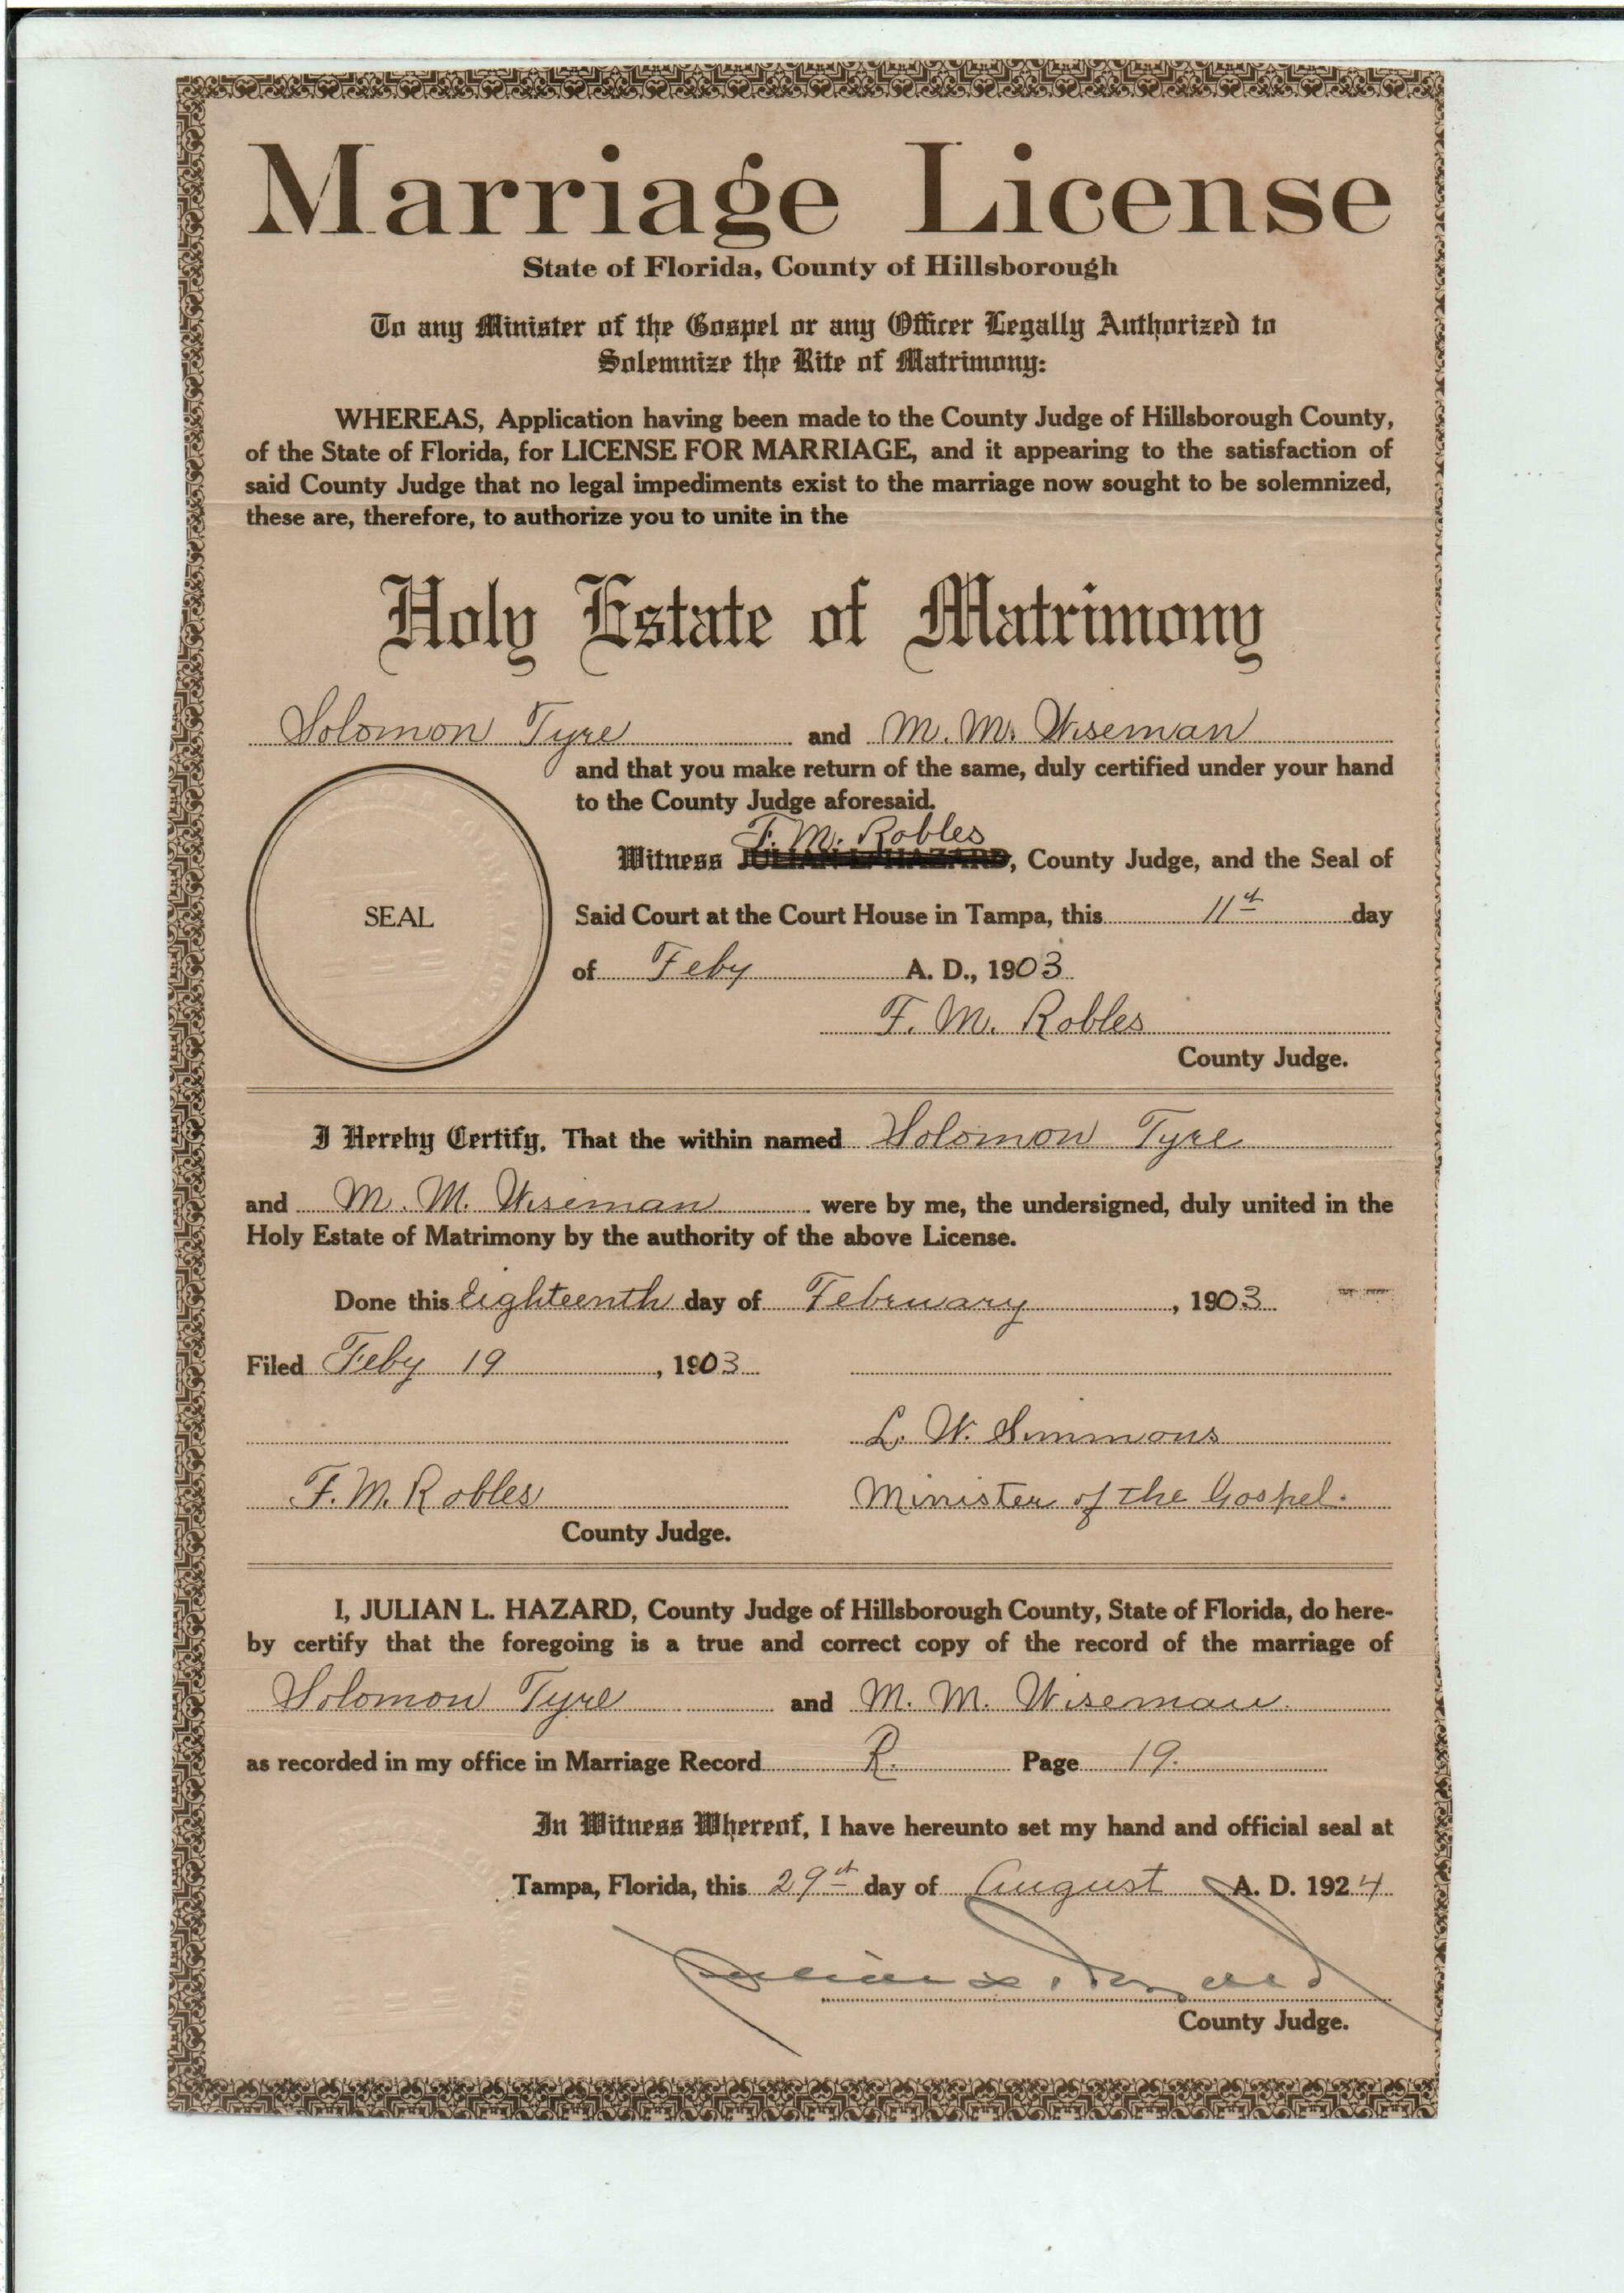 Marriage License
State of Florida, County of Hillsborough
To any Minister of the Gospel or any Officer Legally Authorized to
Solemnize the Rite of Matrimony:
WHEREAS, Application having been made to the County Judge of Hillsborough County,
of the State of Florida, for LICENSE FOR MARRIAGE, and it appearing to the satisfaction of
said County Judge that no legal impediments exist to the marriage now sought to be solemnized,
these are, therefore, to authorize you to unite in the
Holy Estate of Matrimony
Solomon Tyre and M. M. Wiseman
and that you make return of the same, duly certified under your hand
to the County Judge aforesaid.
F. M. Robles
Witness JULIAN L. HAZARD, County Judge, and the Seal of
SEAL
Said Court at the Court House in Tampa, this 11th day
of Feby A. D., 1903
F. M. Robles
County Judge.
I Hereby Certify, That the within named Solomon Tyre
and M. M. Wiseman were by me, the undersigned, duly united in the
Holy Estate of Matrimony by the authority of the above License.
Done this Eighteenth day of February, 1903
Filed Feby 19, 1903
L. W. Simmons
F. M. Robles Minister of the Gospel.
County Judge.
I, JULIAN L. HAZARD, County Judge of Hillsborough County, State of Florida, do here-
by certify that the foregoing is a true and correct copy of the record of the marriage of
Solomon Tyre and M. M. Wiseman.
as recorded in my office in Marriage Record R. Page 19.
In Witness Whereof, I have hereunto set my hand and official seal at
Tampa, Florida, this 29th day of August A. D. 1924
Julian L. Hazard
County Judge.